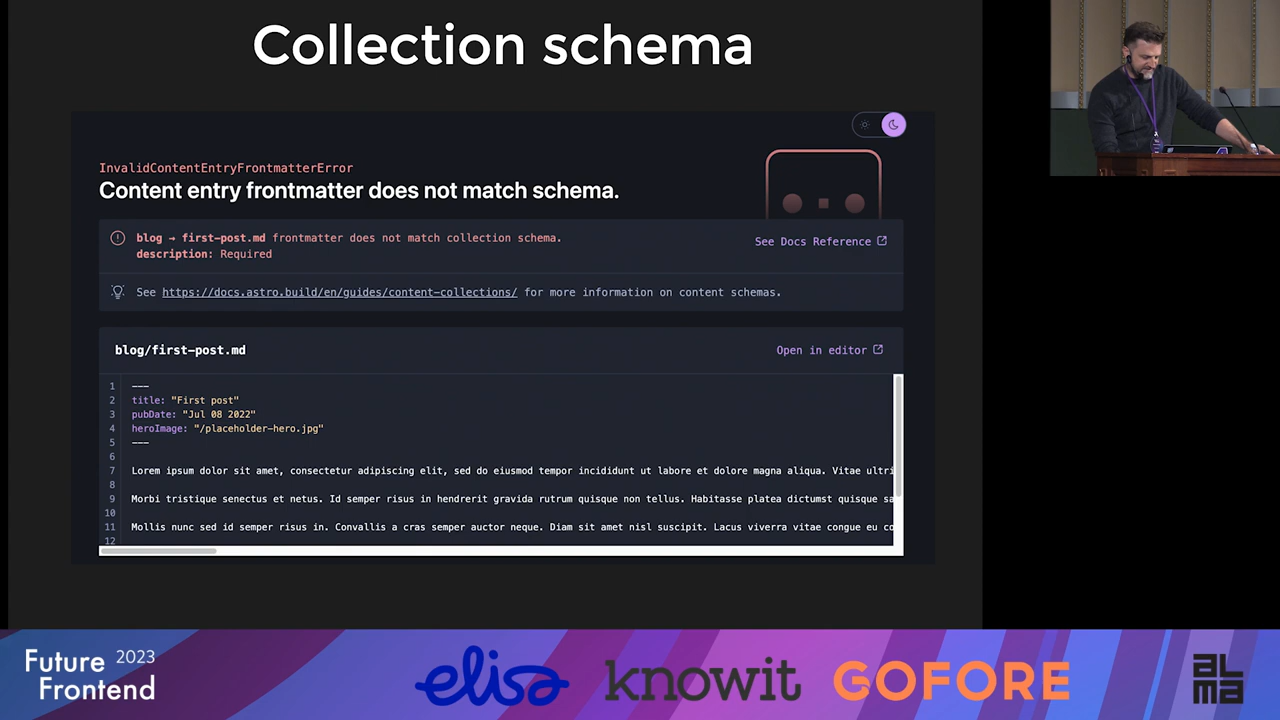 Collection schema
InvalidContentEntryFrontmatterError
Content entry frontmatter does not match schema.
blog → first-post.md frontmatter does not match collection schema.
description: Required
See Docs Reference
See https://docs.astro.build/en/guides/content-collections/ for more information on content schemas.
blog/first-post.md
Open in editor
1 ---
2 title: "First post"
3 pubDate: "Jul 08 2022"
4 heroImage: "/placeholder-hero.jpg"
5 ---
6
7 Lorem ipsum dolor sit amet, consectetur adipiscing elit, sed do eiusmod tempor incididunt ut labore et dolore magna aliqua. Vitae ultri
8
9 Morbi tristique senectus et netus. Id semper risus in hendrerit gravida rutrum quisque non tellus. Habitasse platea dictumst quisque sa
10
11 Mollis nunc sed id semper risus in. Convallis a cras semper auctor neque. Diam sit amet nisl suscipit. Lacus viverra vitae congue eu co
12
Future 2023
Frontend
elisa
knowit
GOFORE
ALMA